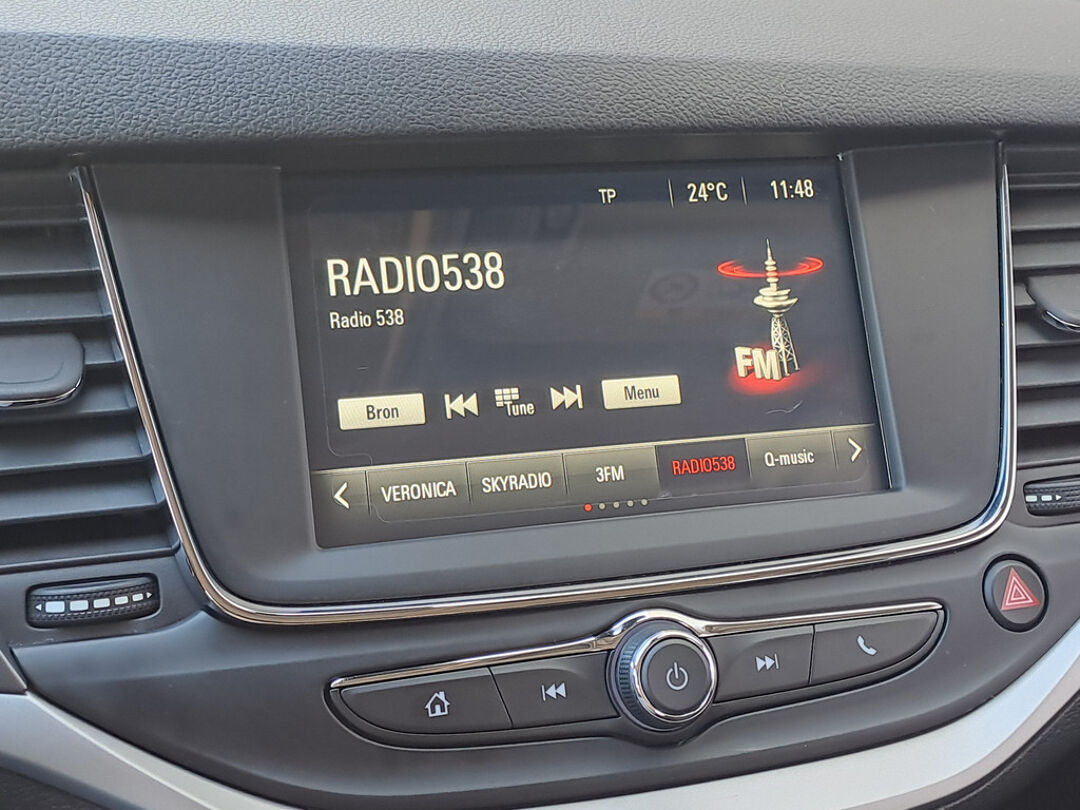 TP 24°C 11:48
RADIO538
Radio 538
FM
Bron Tune Menu
VERONICA SKYRADIO 3FM RADIO538 Q-music